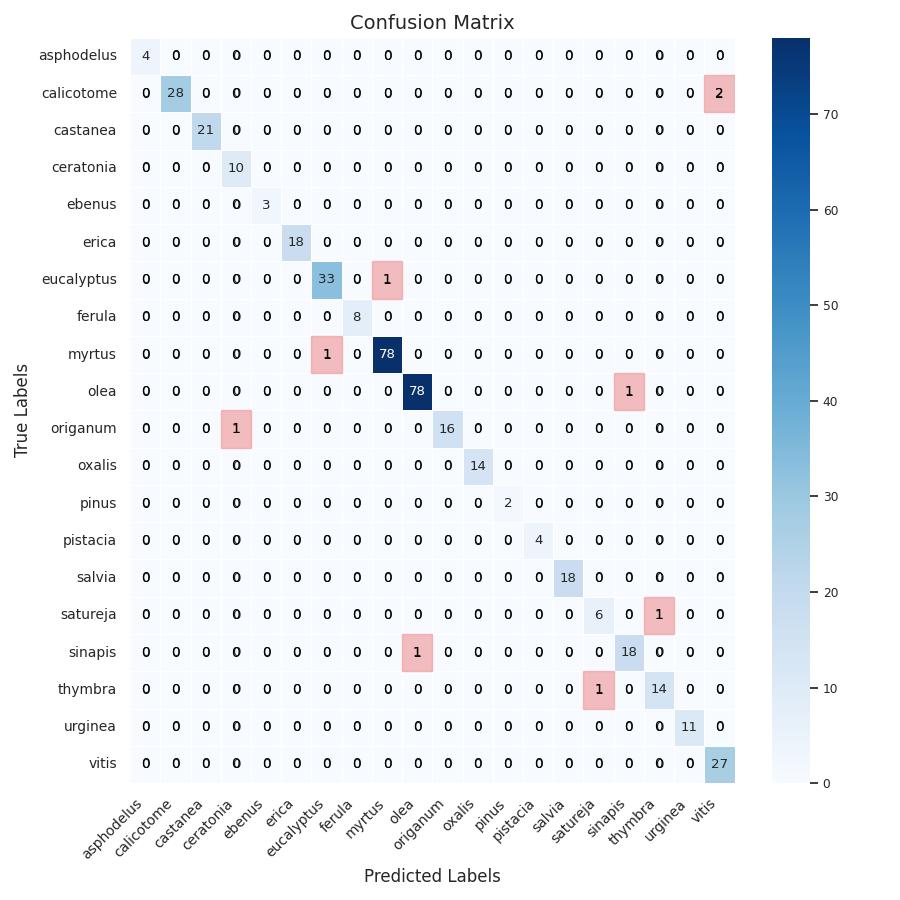 Confusion Matrix
asphodelus 4 0 0 0 0 0 0 0 0 0 0 0 0 0 0 0 0 0 0 0
calicotome 0 28 0 0 0 0 0 0 0 0 0 0 0 0 0 0 0 0 0 2
castanea 0 0 21 0 0 0 0 0 0 0 0 0 0 0 0 0 0 0 0 0
ceratonia 0 0 0 10 0 0 0 0 0 0 0 0 0 0 0 0 0 0 0 0
ebenus 0 0 0 0 3 0 0 0 0 0 0 0 0 0 0 0 0 0 0 0
erica 0 0 0 0 0 18 0 0 0 0 0 0 0 0 0 0 0 0 0 0
eucalyptus 0 0 0 0 0 0 33 0 1 0 0 0 0 0 0 0 0 0 0 0
ferula 0 0 0 0 0 0 0 8 0 0 0 0 0 0 0 0 0 0 0 0
myrtus 0 0 0 0 0 0 1 0 78 0 0 0 0 0 0 0 0 0 0 0
olea 0 0 0 0 0 0 0 0 0 78 0 0 0 0 0 0 1 0 0 0
origanum 0 0 0 1 0 0 0 0 0 0 16 0 0 0 0 0 0 0 0 0
oxalis 0 0 0 0 0 0 0 0 0 0 0 14 0 0 0 0 0 0 0 0
pinus 0 0 0 0 0 0 0 0 0 0 0 0 2 0 0 0 0 0 0 0
pistacia 0 0 0 0 0 0 0 0 0 0 0 0 0 4 0 0 0 0 0 0
salvia 0 0 0 0 0 0 0 0 0 0 0 0 0 0 18 0 0 0 0 0
satureja 0 0 0 0 0 0 0 0 0 0 0 0 0 0 0 6 0 1 0 0
sinapis 0 0 0 0 0 0 0 0 0 1 0 0 0 0 0 0 18 0 0 0
thymbra 0 0 0 0 0 0 0 0 0 0 0 0 0 0 0 1 0 14 0 0
urginea 0 0 0 0 0 0 0 0 0 0 0 0 0 0 0 0 0 0 11 0
vitis 0 0 0 0 0 0 0 0 0 0 0 0 0 0 0 0 0 0 0 27
asphodelus calicotome castanea ceratonia ebenus erica eucalyptus ferula myrtus olea origanum oxalis pinus pistacia salvia satureja sinapis thymbra urginea vitis
Predicted Labels
True Labels
70
60
50
40
30
20
10
0